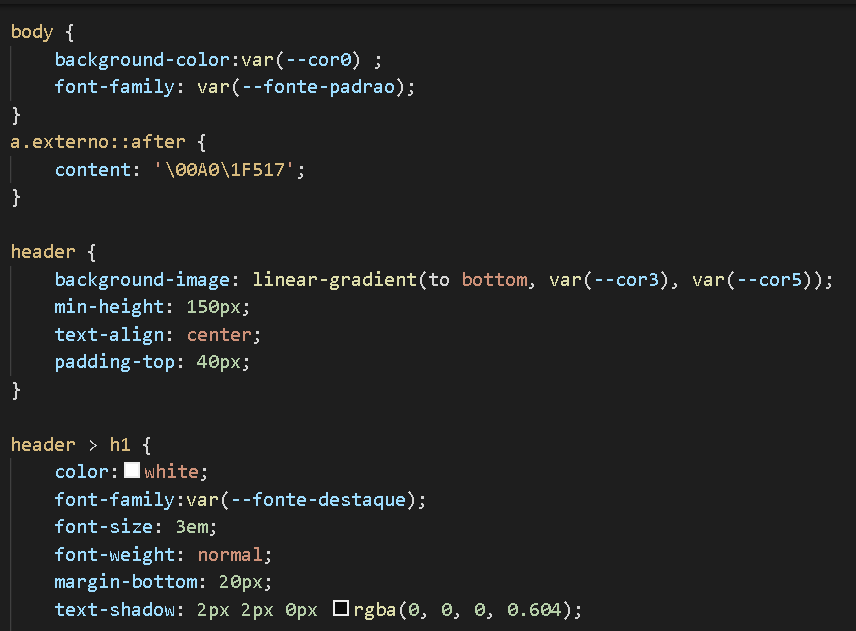 body {
    background-color:var(--cor0) ;
    font-family: var(--fonte-padrao);
}
a.externo::after {
    content: '\00A0\1F517';
}

header {
    background-image: linear-gradient(to bottom, var(--cor3), var(--cor5));
    min-height: 150px;
    text-align: center;
    padding-top: 40px;
}

header > h1 {
    color:white;
    font-family:var(--fonte-destaque);
    font-size: 3em;
    font-weight: normal;
    margin-bottom: 20px;
    text-shadow: 2px 2px 0px rgba(0, 0, 0, 0.604);